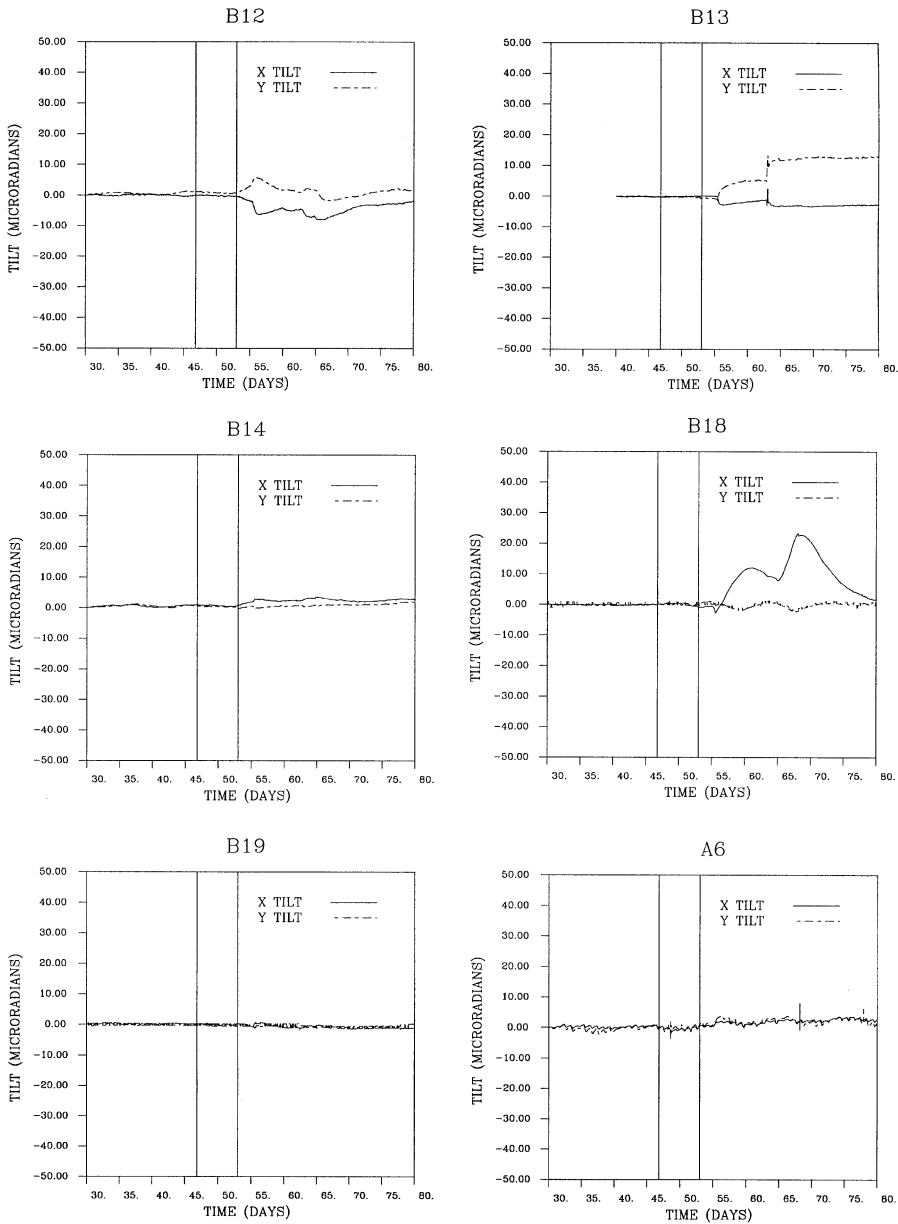 B12
50.00
40.00
30.00
20.00
10.00
0.00
-10.00
-20.00
-30.00
-40.00
-50.00
TILT (MICRORADIANS)
X TILT
Y TILT
30. 35. 40. 45. 50. 55. 60. 65. 70. 75. 80.
TIME (DAYS)
B13
50.00
40.00
30.00
20.00
10.00
0.00
-10.00
-20.00
-30.00
-40.00
-50.00
TILT (MICRORADIANS)
X TILT
Y TILT
30. 35. 40. 45. 50. 55. 60. 65. 70. 75. 80.
TIME (DAYS)
B14
50.00
40.00
30.00
20.00
10.00
0.00
-10.00
-20.00
-30.00
-40.00
-50.00
TILT (MICRORADIANS)
X TILT
Y TILT
30. 35. 40. 45. 50. 55. 60. 65. 70. 75. 80.
TIME (DAYS)
B18
50.00
40.00
30.00
20.00
10.00
0.00
-10.00
-20.00
-30.00
-40.00
-50.00
TILT (MICRORADIANS)
X TILT
Y TILT
30. 35. 40. 45. 50. 55. 60. 65. 70. 75. 80.
TIME (DAYS)
B19
50.00
40.00
30.00
20.00
10.00
0.00
-10.00
-20.00
-30.00
-40.00
-50.00
TILT (MICRORADIANS)
X TILT
Y TILT
30. 35. 40. 45. 50. 55. 60. 65. 70. 75. 80.
TIME (DAYS)
A6
50.00
40.00
30.00
20.00
10.00
0.00
-10.00
-20.00
-30.00
-40.00
-50.00
TILT (MICRORADIANS)
X TILT
Y TILT
30. 35. 40. 45. 50. 55. 60. 65. 70. 75. 80.
TIME (DAYS)